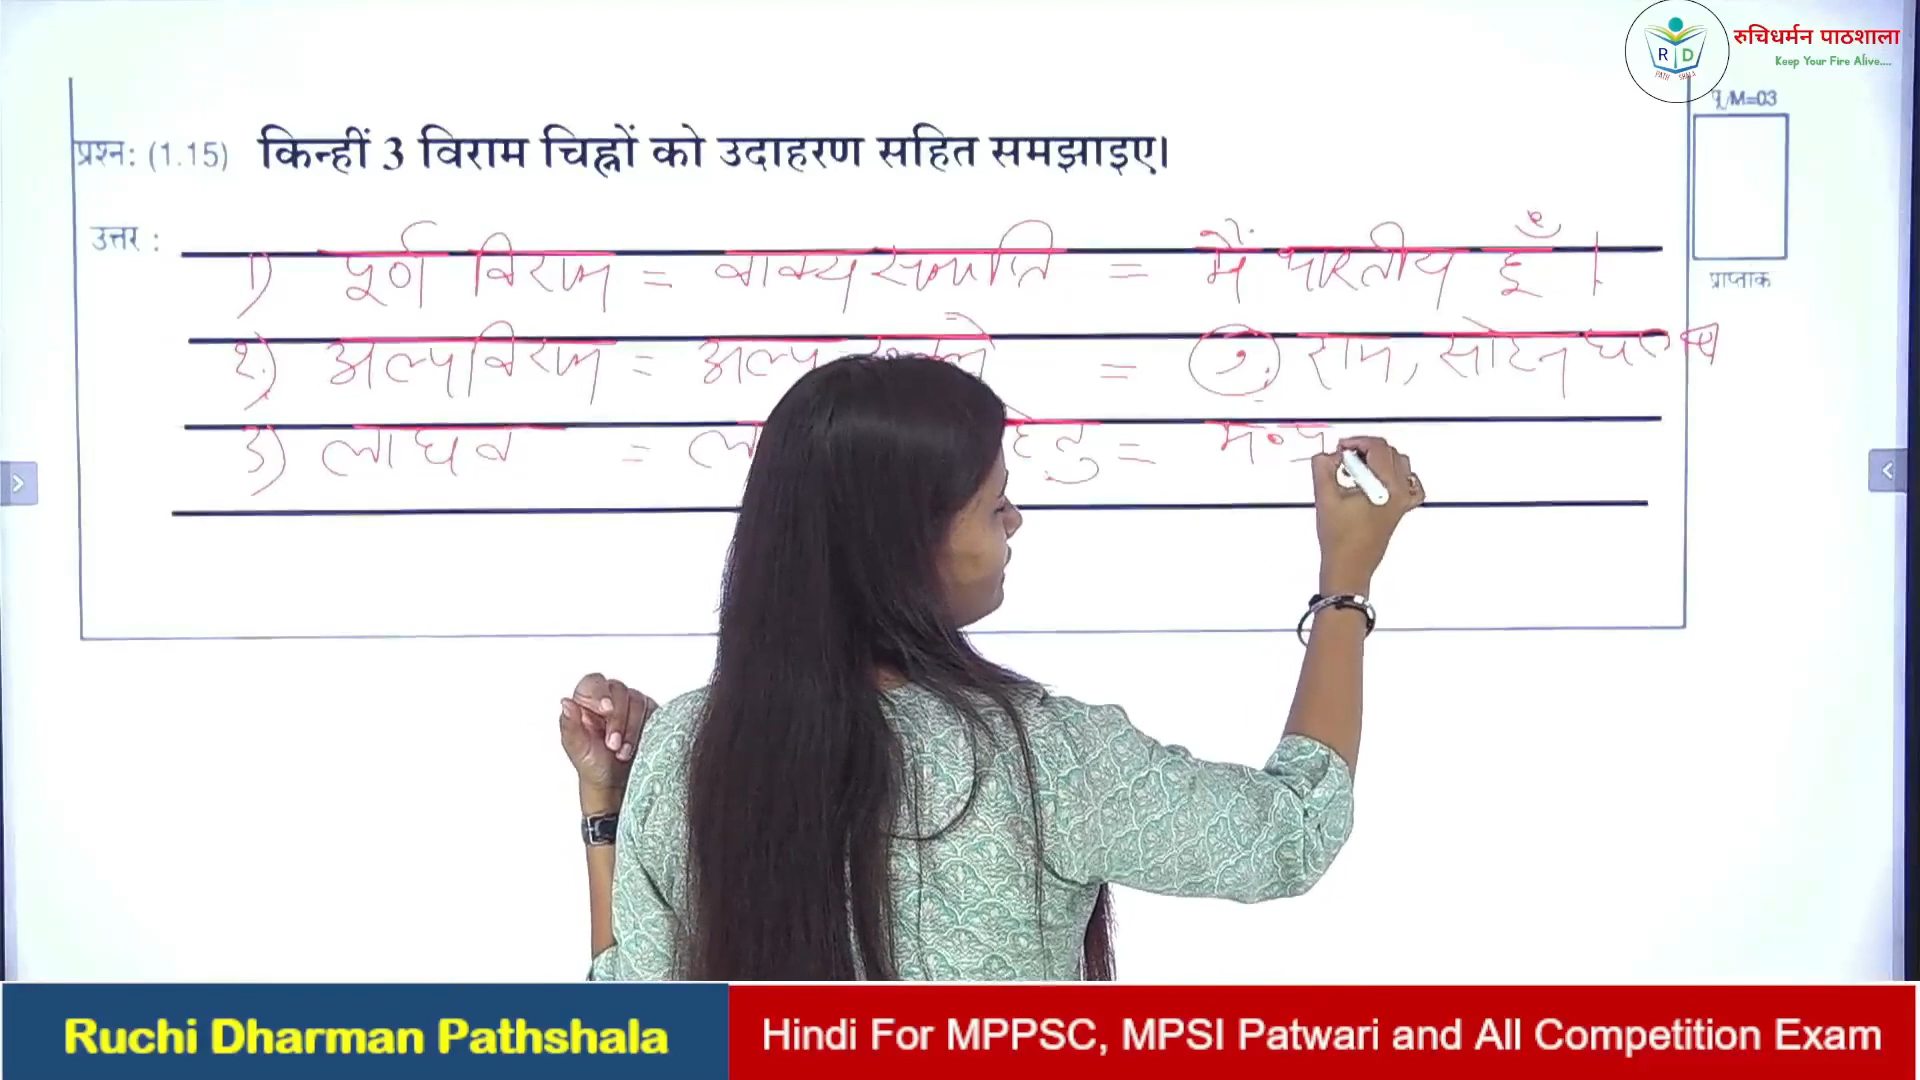 रुचिधर्मन पाठशाला
Keep Your Fire Alive....
R D
M=03
प्रश्न: (1.15) किन्हीं 3 विराम चिह्नों को उदाहरण सहित समझाइए।
उत्तर :
1) पूर्ण विराम = वाक्य समाप्ति = मैं भारतीय हूँ ।
प्राप्ताक
2) अल्पविराम = अल्प = राम, सोहन
3) लाघव = हेतु = म॰प्र
Ruchi Dharman Pathshala
Hindi For MPPSC, MPSI Patwari and All Competition Exam